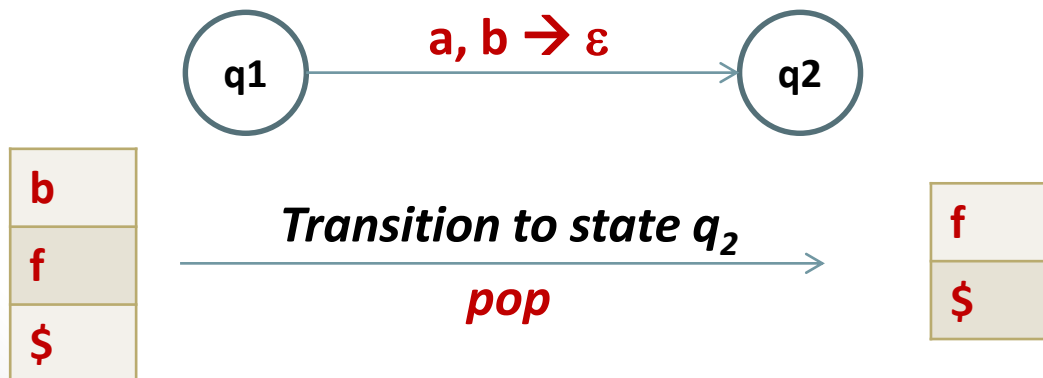 a, b → ε
q1
q2
b
f
$
Transition to state q2
pop
f
$